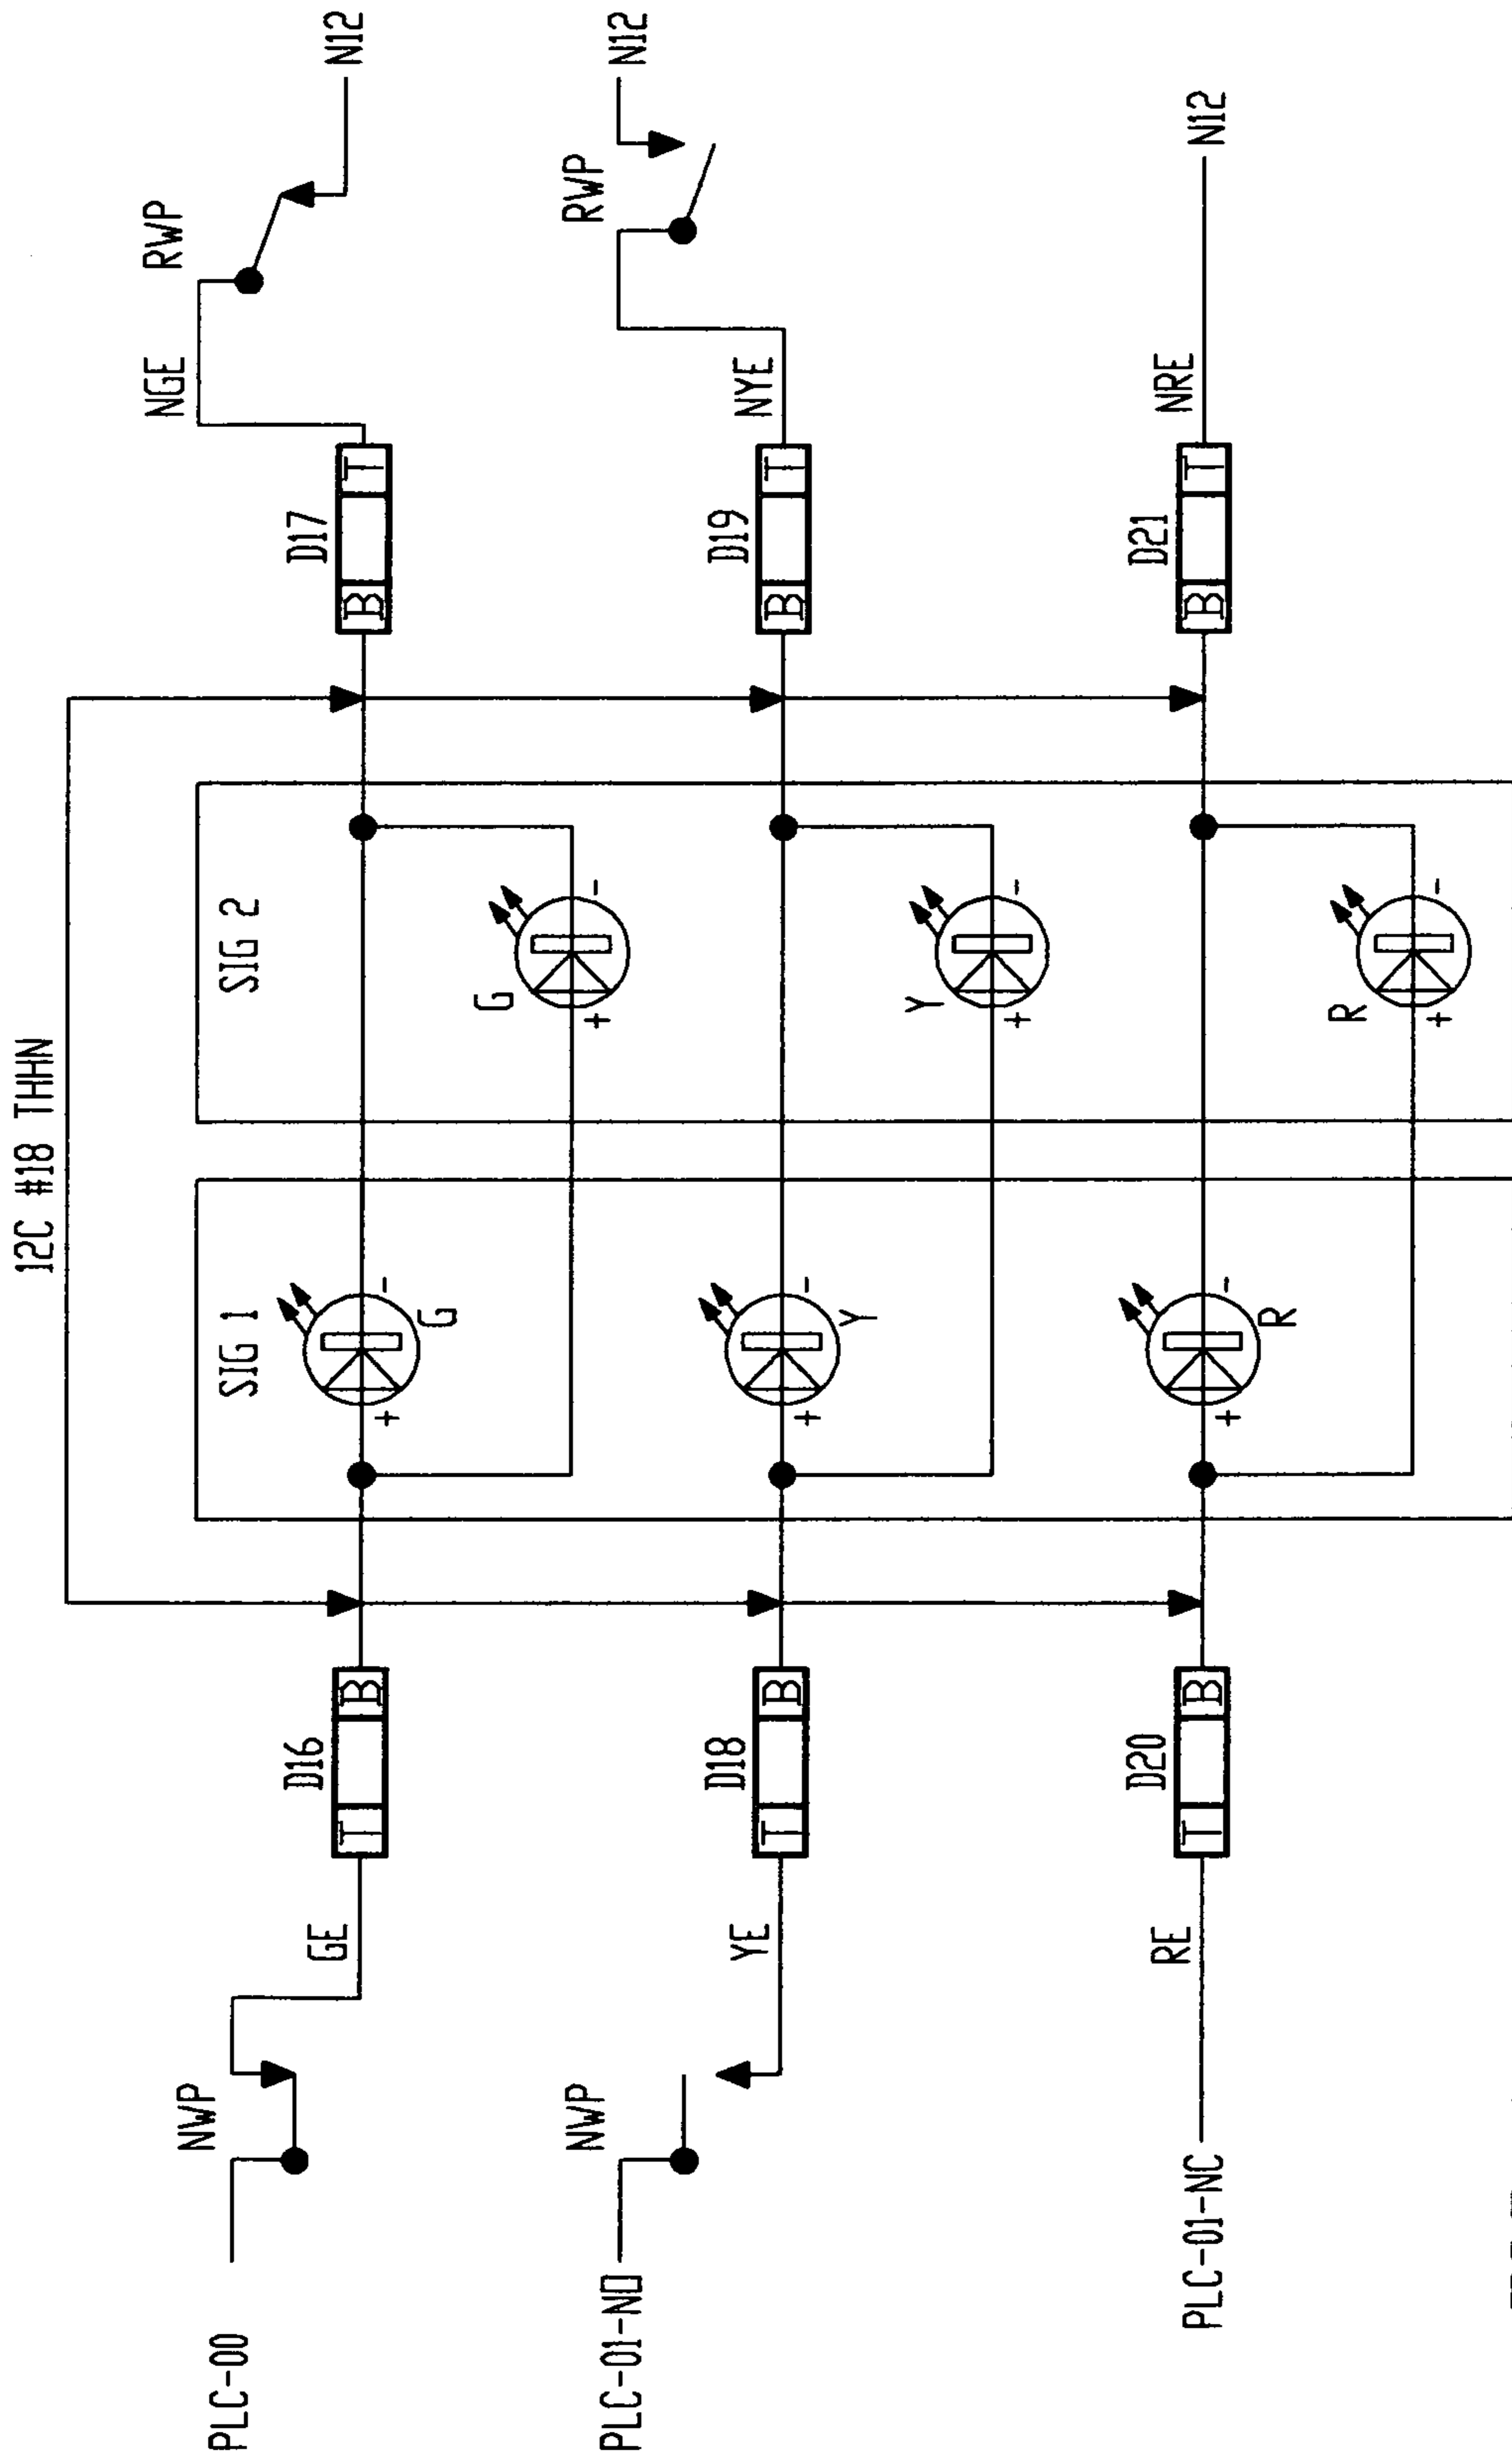 12C #18 THHN
PLC-00
NWP
GE
T
D16
B
SIG 1
+
-
G
SIG 2
G
+
-
B
D17
T
NGE
RWP
N12
PLC-01-NO
NWP
YE
T
D18
B
+
-
Y
Y
+
-
B
D19
T
NYE
RWP
N12
PLC-01-NC
RE
T
D20
B
+
-
R
R
+
-
B
D21
T
NRE
N12